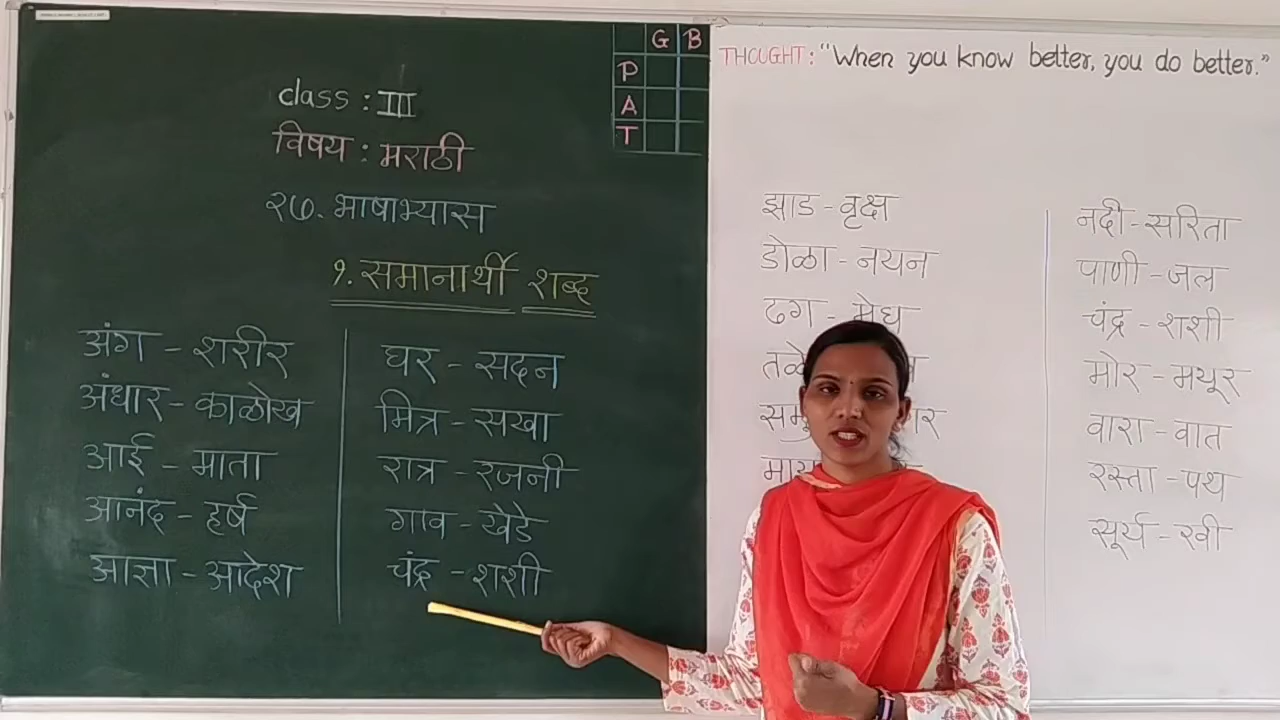 G B
P
A
T
class : III
विषय : मराठी
२७. भाषाभ्यास
१. समानार्थी शब्द
अंग - शरीर
अंधार - काळोख
आई - माता
आनंद - हर्ष
आज्ञा - आदेश
घर - सदन
मित्र - सखा
रात्र - रजनी
गाव - खेडे
चंद्र - शशी
THOUGHT : "When you know better, you do better."
झाड - वृक्ष
डोळा - नयन
ढग - मेघ
नदी - सरिता
पाणी - जल
चंद्र - शशी
मोर - मयूर
वारा - वात
रस्ता - पथ
सूर्य - रवी